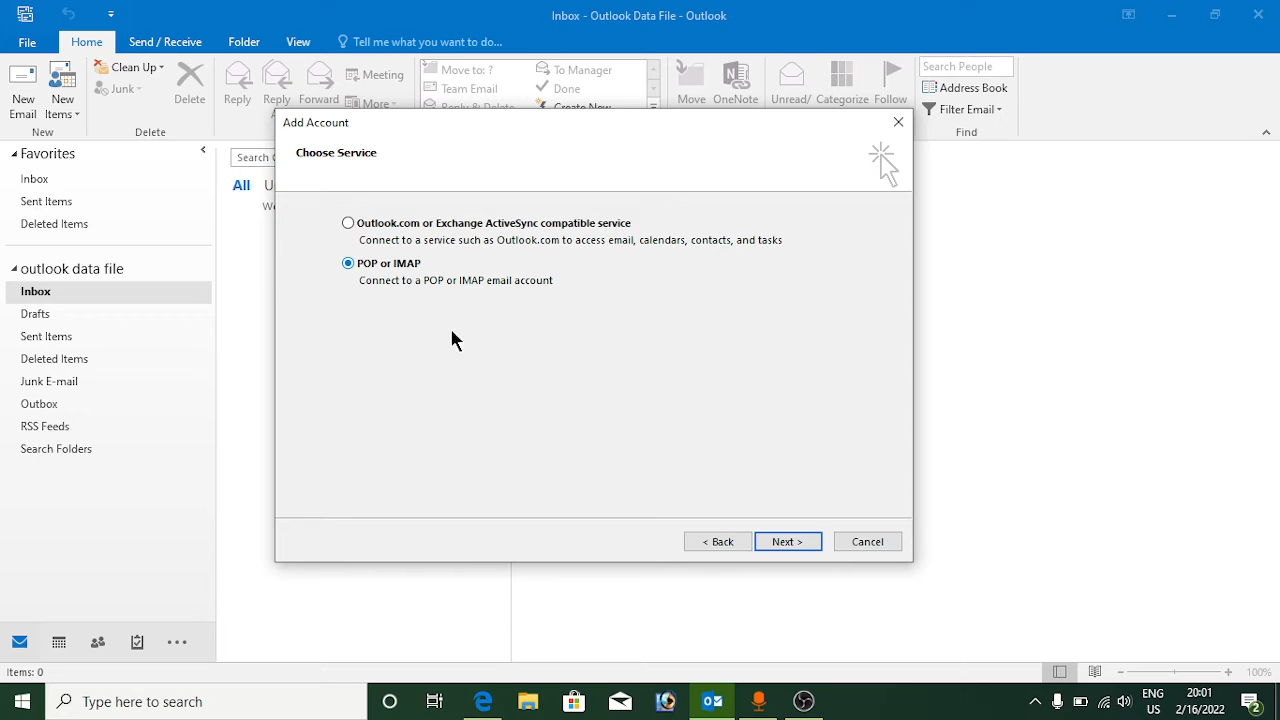 Inbox - Outlook Data File - Outlook
File
Home
Send / Receive
Folder
View
Tell me what you want to do...
New
Email
New
Items
New
Clean Up
Junk
Delete
Delete
Reply
Reply
Forward
Meeting
More
Move to: ?
Team Email
Reply & Delete
To Manager
Done
Create New
Move
OneNote
Unread/
Categorize
Follow
Search People
Address Book
Filter Email
Find
Favorites
Inbox
Sent Items
Deleted Items
outlook data file
Inbox
Drafts
Sent Items
Deleted Items
Junk E-mail
Outbox
RSS Feeds
Search Folders
Search
All
Add Account
Choose Service
Outlook.com or Exchange ActiveSync compatible service
Connect to a service such as Outlook.com to access email, calendars, contacts, and tasks
POP or IMAP
Connect to a POP or IMAP email account
< Back
Next >
Cancel
Items: 0
100%
Type here to search
ENG
US
20:01
2/16/2022
2